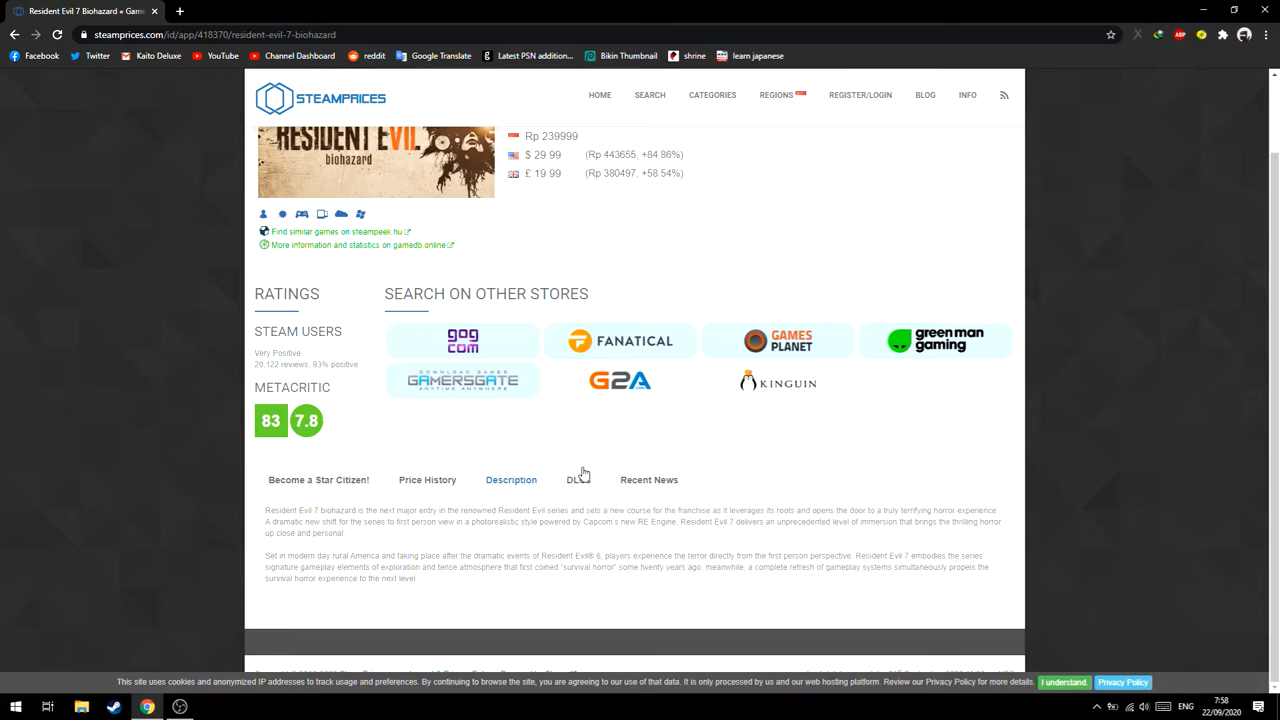 Resident Evil 7 Biohazard • Game
steamprices.com/id/app/418370/resident-evil-7-biohazard
Facebook
Twitter
Kaito Deluxe
YouTube
Channel Dashboard
reddit
Google Translate
Latest PSN addition...
Bikin Thumbnail
shrine
learn japanese
STEAMPRICES
HOME
SEARCH
CATEGORIES
REGIONS
REGISTER/LOGIN
BLOG
INFO
RESIDENT EVIL
biohazard
Rp 239999
$ 29.99 (Rp 443655, +84.86%)
£ 19.99 (Rp 380497, +58.54%)
Find similar games on steampeek.hu
More information and statistics on gamedb.online
RATINGS
SEARCH ON OTHER STORES
STEAM USERS
Very Positive
20,122 reviews, 93% positive
METACRITIC
83 7.8
gog com
FANATICAL
GAMES PLANET
green man gaming
DOWNLOAD GAMES
GAMERSGATE
ANYTIME ANYWHERE
G2A
KINGUIN
Become a Star Citizen!
Price History
Description
Recent News
Resident Evil 7 biohazard is the next major entry in the renowned Resident Evil series and sets a new course for the franchise as it leverages its roots and opens the door to a truly terrifying horror experience.
A dramatic new shift for the series to first person view in a photorealistic style powered by Capcom's new RE Engine, Resident Evil 7 delivers an unprecedented level of immersion that brings the thrilling horror
up close and personal.
Set in modern day rural America and taking place after the dramatic events of Resident Evil® 6, players experience the terror directly from the first person perspective. Resident Evil 7 embodies the series'
signature gameplay elements of exploration and tense atmosphere that first coined "survival horror" some twenty years ago; meanwhile, a complete refresh of gameplay systems simultaneously propels the
survival horror experience to the next level
This site uses cookies and anonymized IP addresses to track usage and preferences. By continuing to browse the site, you are agreeing to our use of that data. It is only processed by us and our web hosting platform. Review our Privacy Policy for more details.
I understand.
Privacy Policy
ENG
7:58
22/09/2020